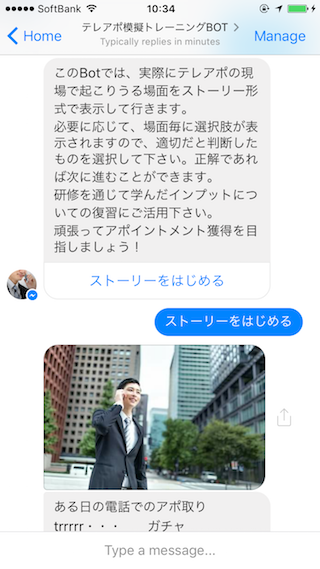 SoftBank 10:34
Home
テレアポ模擬トレーニングBOT
Typically replies in minutes
Manage
このBotでは、実際にテレアポの現
場で起こりうる場面をストーリー形
式で表示して行きます。
必要に応じて、場面毎に選択肢が表
示されますので、適切だと判断した
ものを選択して下さい。正解であれ
ば次に進むことができます。
研修を通じて学んだインプットにつ
いての復習にご活用下さい。
頑張ってアポイントメント獲得を目
指しましょう！
ストーリーをはじめる
ストーリーをはじめる
ある日の電話でのアポ取り
trrrrr・・・　　ガチャ
Type a message...